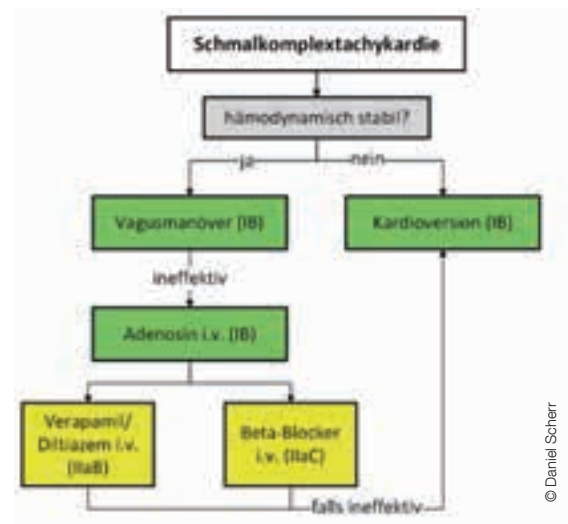 Schmalkomplextachykardie
hämodynamisch stabil?
ja
nein
Vagusmanöver (IB)
Kardioversion (IB)
ineffektiv
Adenosin i.v. (IB)
Verapamil/
Diltiazem i.v.
(IIaB)
Beta-Blocker
i.v. (IIaC)
falls ineffektiv
© Daniel Scherr